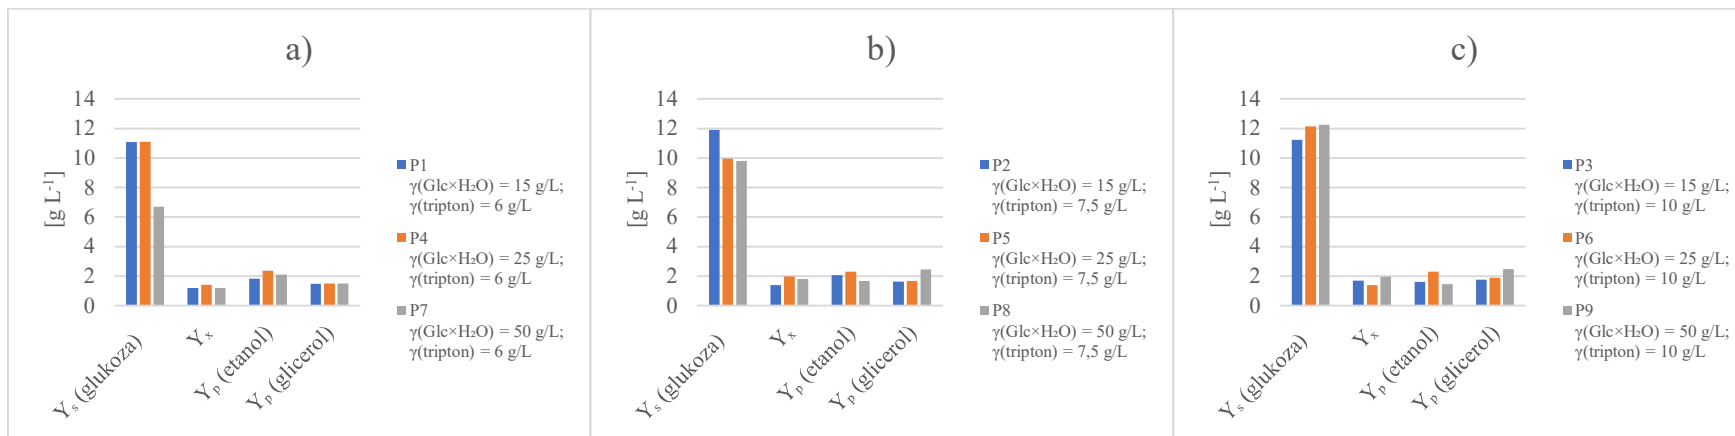 a)
[g L⁻¹]
14
12
10
8
6
4
2
0
Yₛ (glukoza)
Yₓ
Yₚ (etanol)
Yₚ (glicerol)
P1
γ(Glc×H₂O) = 15 g/L;
γ(tripton) = 6 g/L
P4
γ(Glc×H₂O) = 25 g/L;
γ(tripton) = 6 g/L
P7
γ(Glc×H₂O) = 50 g/L;
γ(tripton) = 6 g/L
b)
[g L⁻¹]
14
12
10
8
6
4
2
0
Yₛ (glukoza)
Yₓ
Yₚ (etanol)
Yₚ (glicerol)
P2
γ(Glc×H₂O) = 15 g/L;
γ(tripton) = 7,5 g/L
P5
γ(Glc×H₂O) = 25 g/L;
γ(tripton) = 7,5 g/L
P8
γ(Glc×H₂O) = 50 g/L;
γ(tripton) = 7,5 g/L
c)
[g L⁻¹]
14
12
10
8
6
4
2
0
Yₛ (glukoza)
Yₓ
Yₚ (etanol)
Yₚ (glicerol)
P3
γ(Glc×H₂O) = 15 g/L;
γ(tripton) = 10 g/L
P6
γ(Glc×H₂O) = 25 g/L;
γ(tripton) = 10 g/L
P9
γ(Glc×H₂O) = 50 g/L;
γ(tripton) = 10 g/L